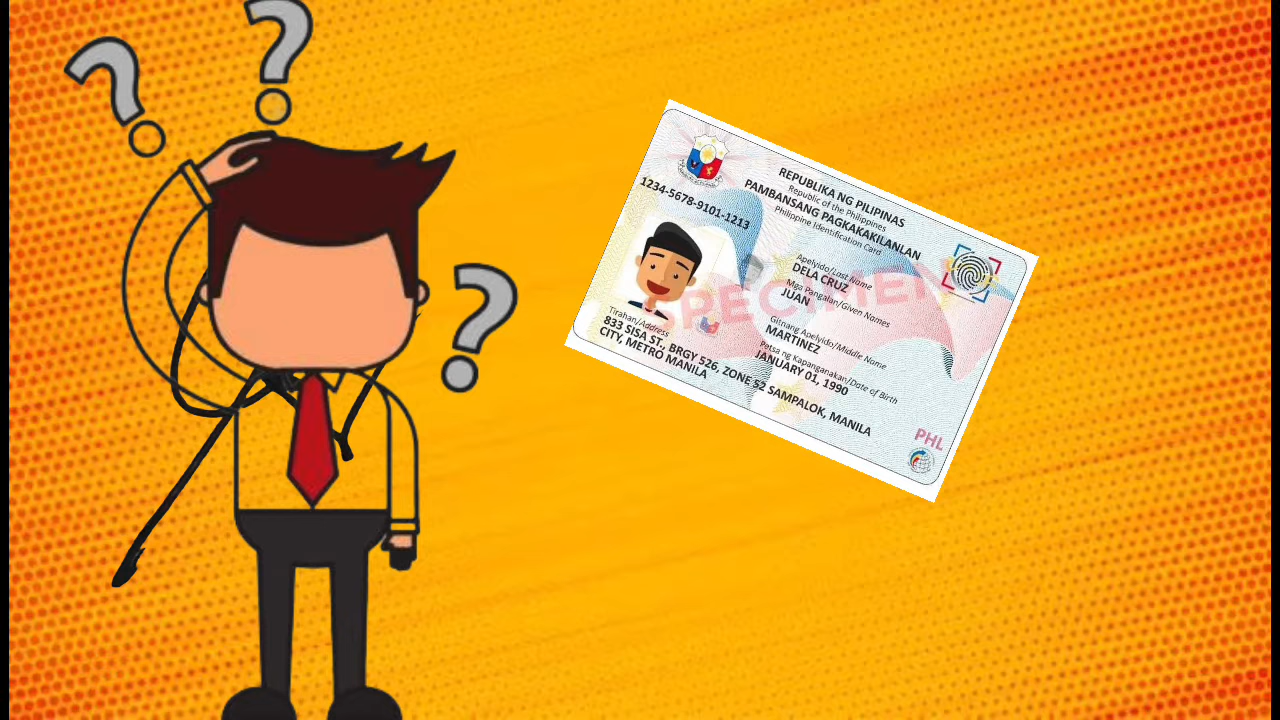 ?
?
?
REPUBLIKA NG PILIPINAS
Republic of the Philippines
PAMBANSANG PAGKAKAKILANLAN
Philippine Identification Card
1234-5678-9101-1213
Apelyido/Last Name
DELA CRUZ
Mga Pangalan/Given Names
JUAN
SPECIMEN
Gitnang Apelyido/Middle Name
MARTINEZ
Petsa ng Kapanganakan/Date of Birth
JANUARY 01, 1990
Tirahan/Address
833 SISA ST., BRGY 526, ZONE 52 SAMPALOK, MANILA
CITY, METRO MANILA
PHL